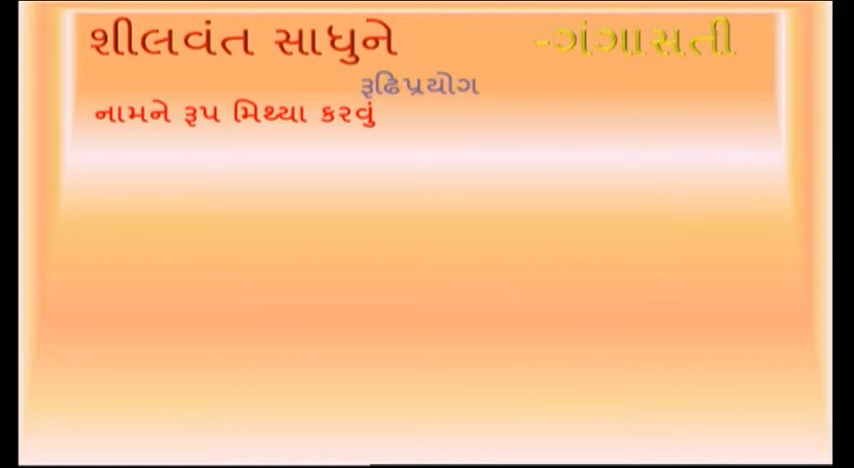 શીલવંત સાધુને -ગંગાસતી
રૂઢિપ્રયોગ
નામને રૂપ મિથ્યા કરવું